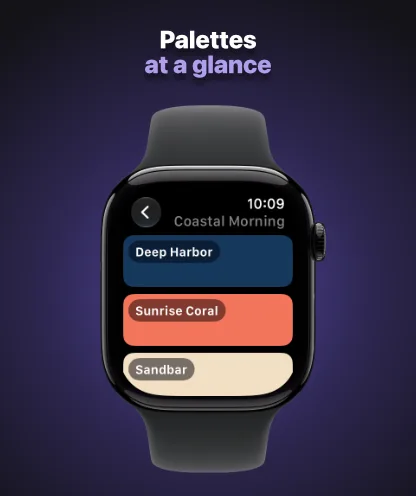 Palettes
at a glance
10:09
Coastal Morning
Deep Harbor
Sunrise Coral
Sandbar